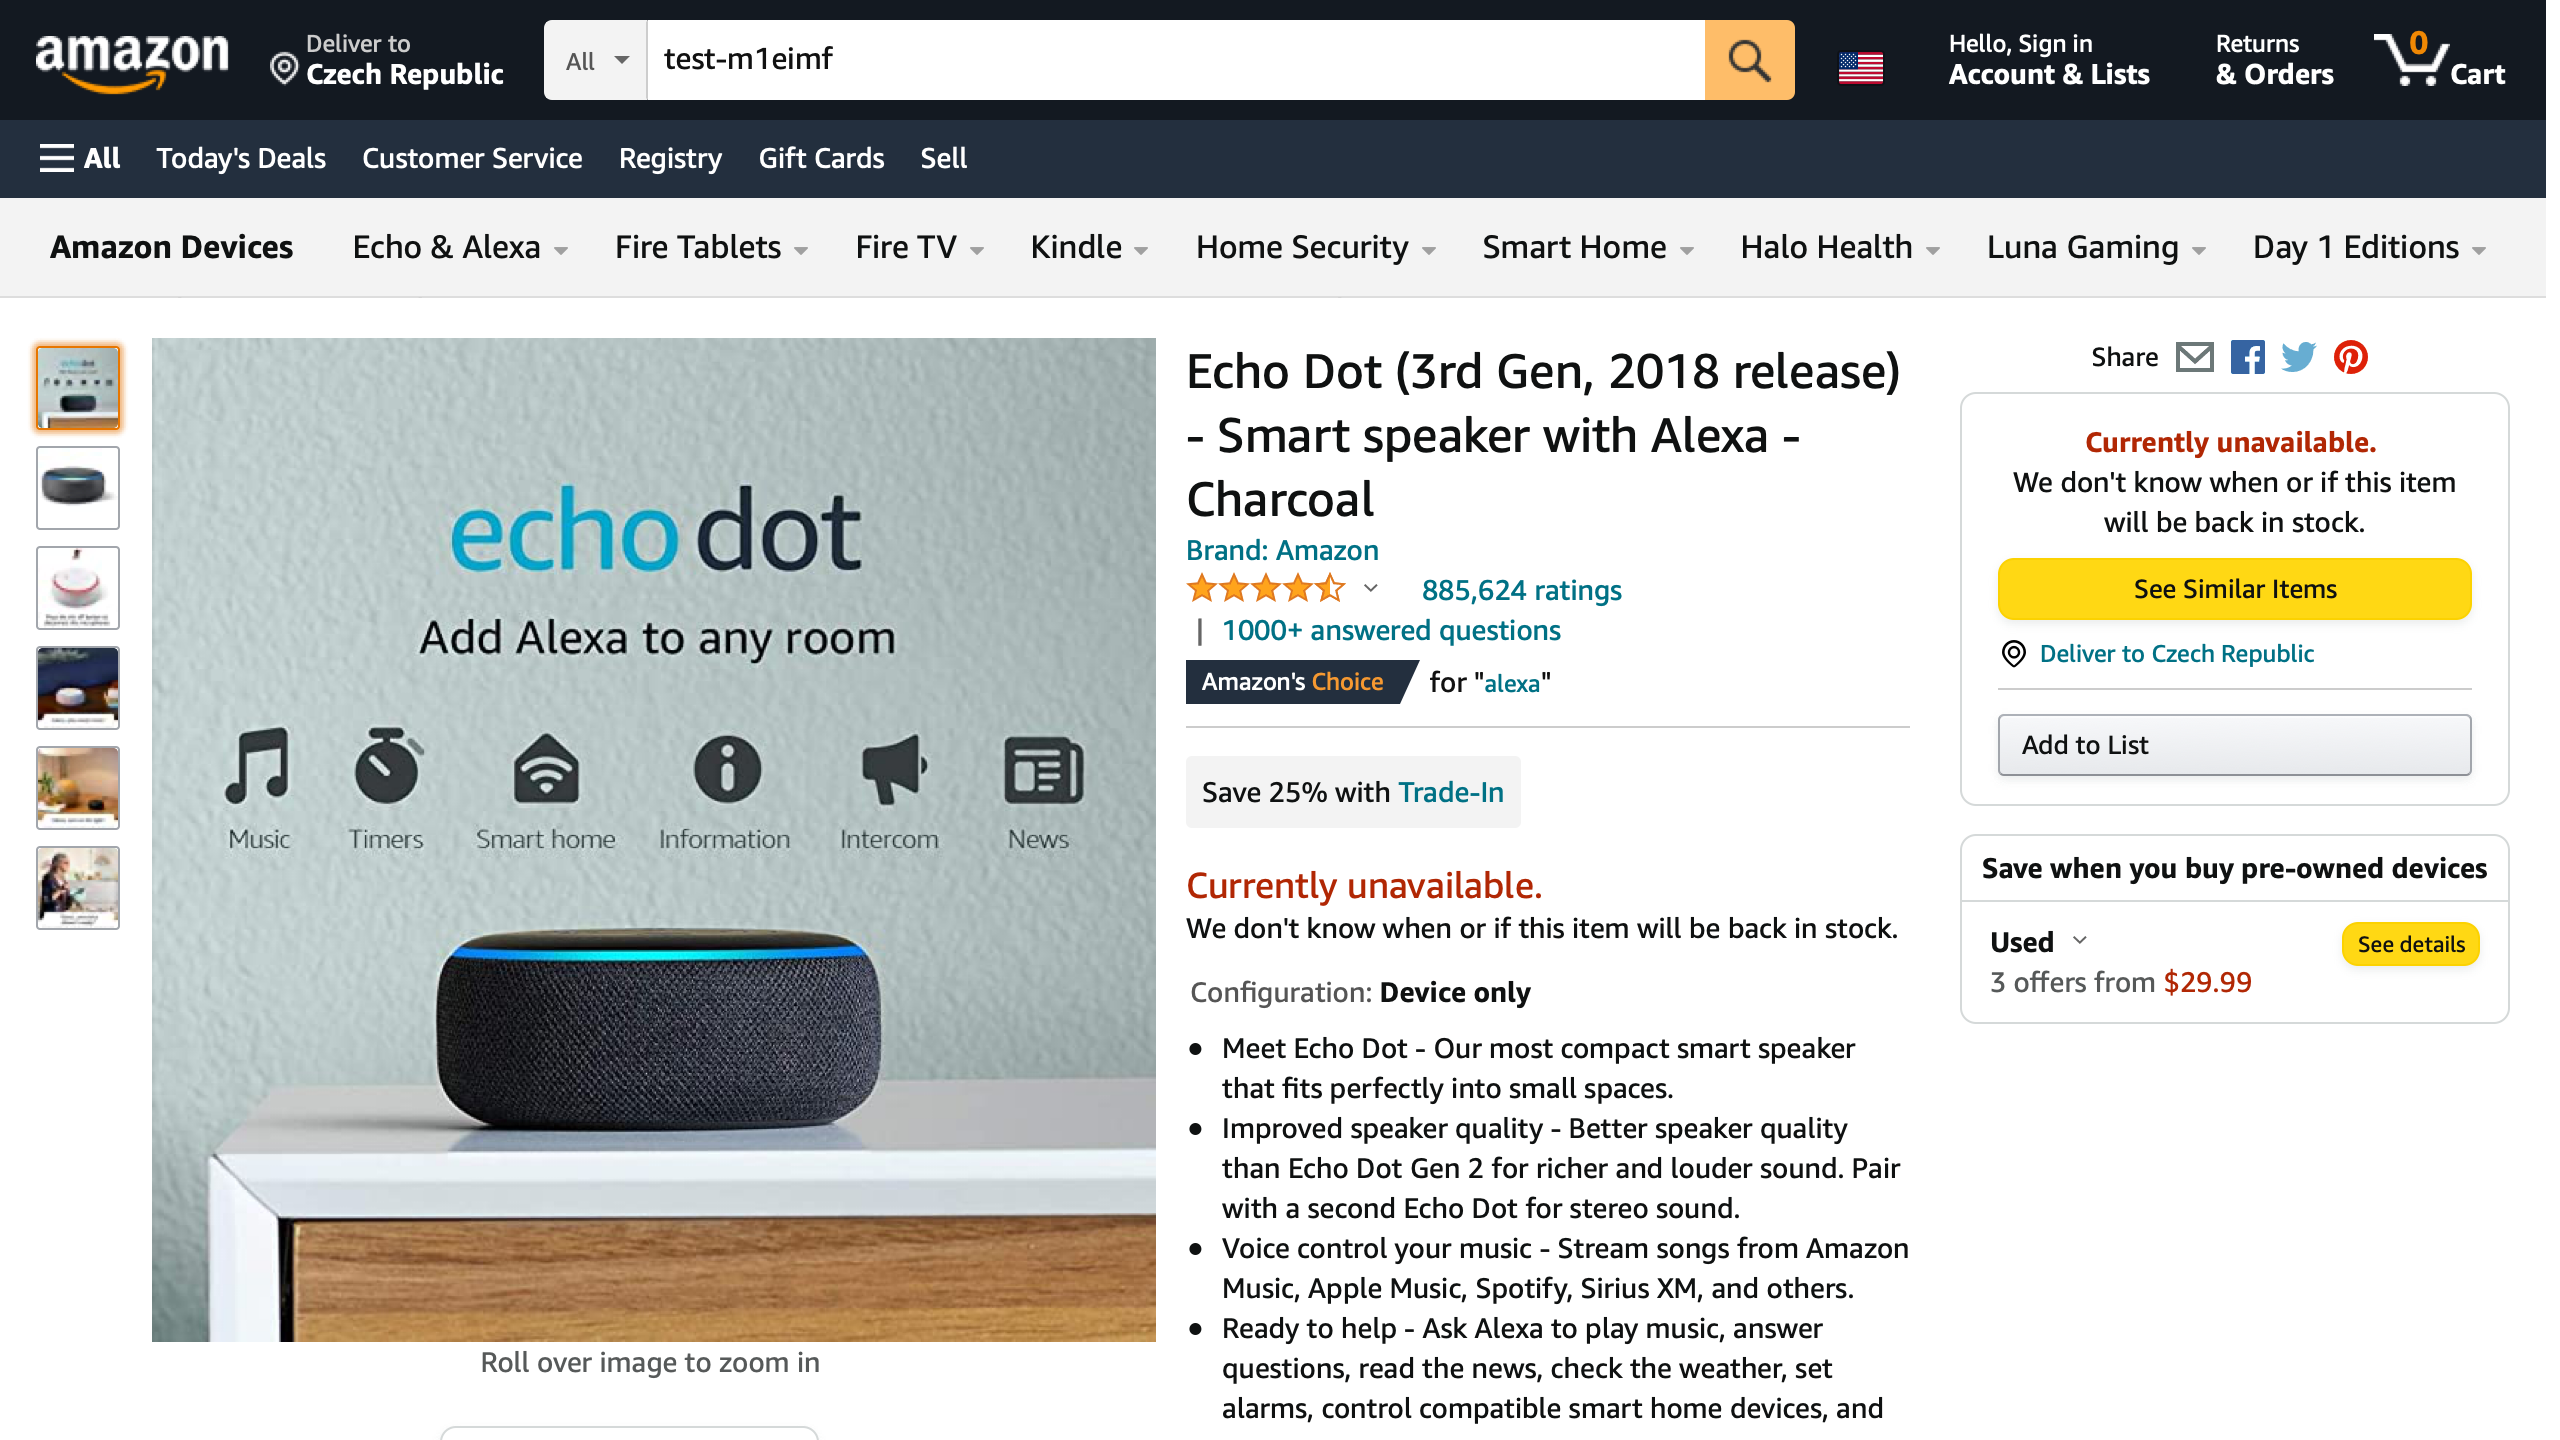 amazon
Deliver to
Czech Republic
All
test-m1eimf
Hello, Sign in
Account & Lists
Returns
& Orders
0
Cart
All
Today's Deals
Customer Service
Registry
Gift Cards
Sell
Amazon Devices
Echo & Alexa
Fire Tablets
Fire TV
Kindle
Home Security
Smart Home
Halo Health
Luna Gaming
Day 1 Editions
echo dot
Add Alexa to any room
Music
Timers
Smart home
Information
Intercom
News
Roll over image to zoom in
Echo Dot (3rd Gen, 2018 release)
- Smart speaker with Alexa -
Charcoal
Brand: Amazon
885,624 ratings
| 1000+ answered questions
Amazon's Choice for "alexa"
Save 25% with Trade-In
Currently unavailable.
We don't know when or if this item will be back in stock.
Configuration: Device only
• Meet Echo Dot - Our most compact smart speaker
that fits perfectly into small spaces.
• Improved speaker quality - Better speaker quality
than Echo Dot Gen 2 for richer and louder sound. Pair
with a second Echo Dot for stereo sound.
• Voice control your music - Stream songs from Amazon
Music, Apple Music, Spotify, Sirius XM, and others.
• Ready to help - Ask Alexa to play music, answer
questions, read the news, check the weather, set
alarms, control compatible smart home devices, and
Share
Currently unavailable.
We don't know when or if this item
will be back in stock.
See Similar Items
Deliver to Czech Republic
Add to List
Save when you buy pre-owned devices
Used
See details
3 offers from $29.99